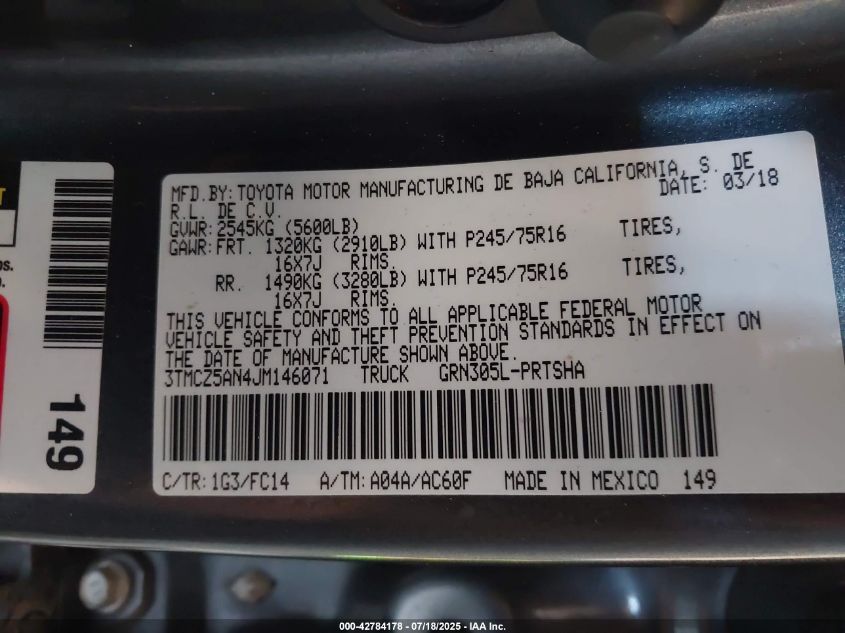 MFD.BY: TOYOTA MOTOR MANUFACTURING DE BAJA CALIFORNIA, S. DE
R.L. DE C.V. DATE: 03/18
GVWR: 2545KG (5600LB)
GAWR: FRT. 1320KG (2910LB) WITH P245/75R16 TIRES,
16X7J RIMS.
RR. 1490KG (3280LB) WITH P245/75R16 TIRES,
16X7J RIMS.
THIS VEHICLE CONFORMS TO ALL APPLICABLE FEDERAL MOTOR
VEHICLE SAFETY AND THEFT PREVENTION STANDARDS IN EFFECT ON
THE DATE OF MANUFACTURE SHOWN ABOVE.
3TMCZ5AN4JM146071 TRUCK GRN305L-PRTSHA
C/TR: 1G3/FC14 A/TM: A04A/AC60F MADE IN MEXICO 149
149
000-42784178 - 07/18/2025 - IAA Inc.